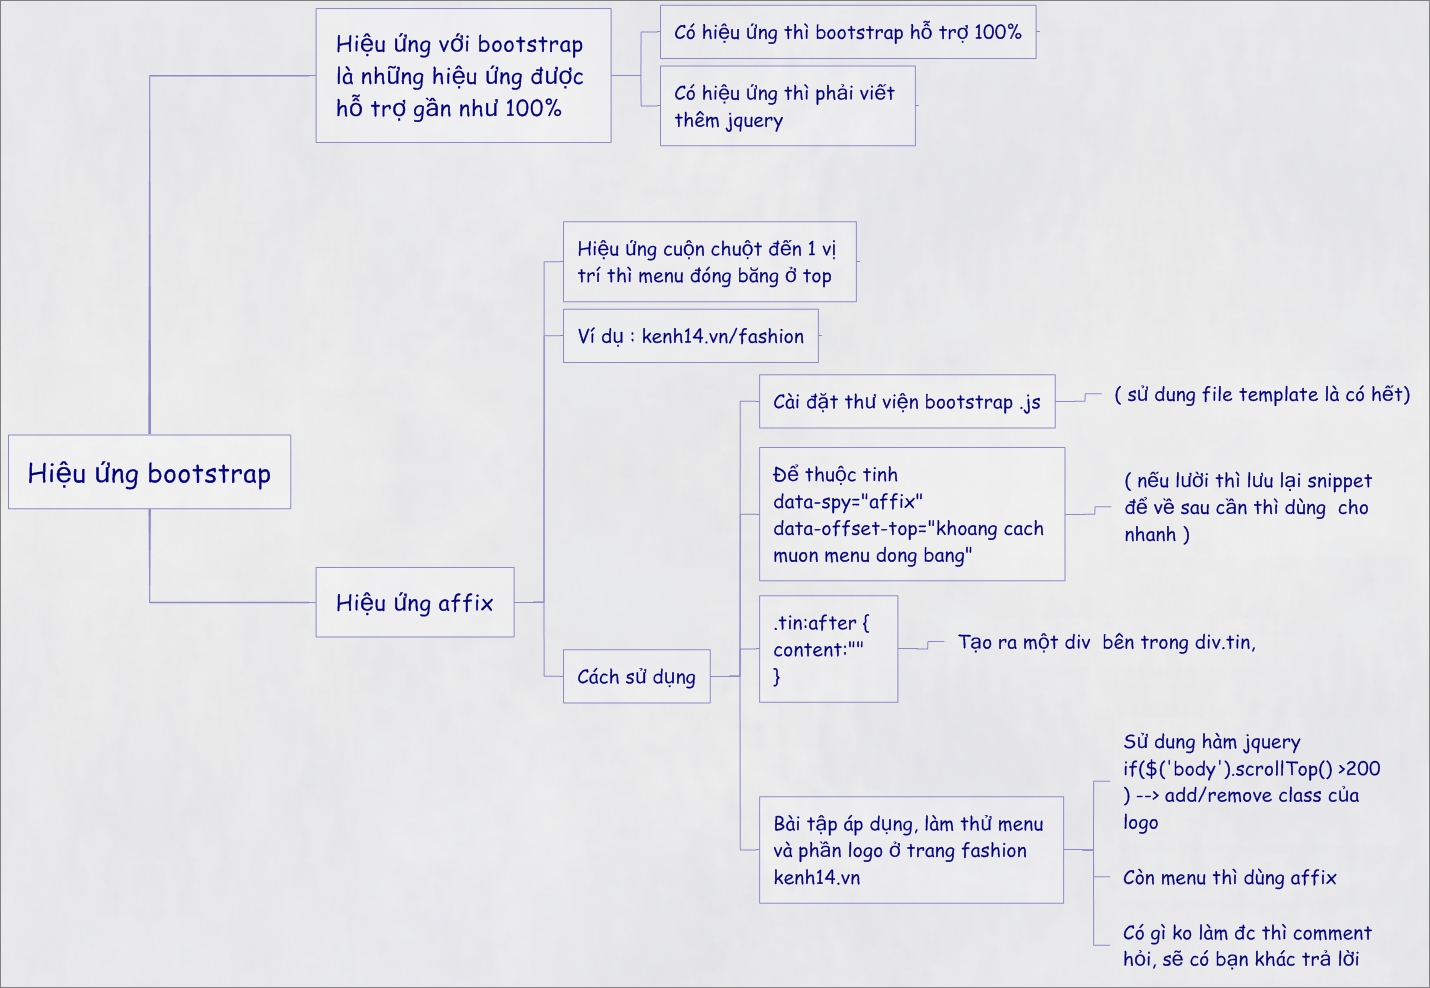 Hiệu ứng với bootstrap
là những hiệu ứng được
hỗ trợ gần như 100%
Có hiệu ứng thì bootstrap hỗ trợ 100%
Có hiệu ứng thì phải viết
thêm jquery
Hiệu ứng bootstrap
Hiệu ứng affix
Hiệu ứng cuộn chuột đến 1 vị
trí thì menu đóng băng ở top
Ví dụ : kenh14.vn/fashion
Cách sử dụng
Cài đặt thư viện bootstrap .js
( sử dung file template là có hết)
Để thuộc tinh
data-spy="affix"
data-offset-top="khoang cach
muon menu dong bang"
( nếu lười thì lưu lại snippet
để về sau cần thì dùng  cho
nhanh )
.tin:after {
content:""
}
Tạo ra một div  bên trong div.tin,
Bài tập áp dụng, làm thử menu
và phần logo ở trang fashion
kenh14.vn
Sử dung hàm jquery
if($('body').scrollTop() >200
) --> add/remove class của
logo
Còn menu thì dùng affix
Có gì ko làm đc thì comment
hỏi, sẽ có bạn khác trả lời